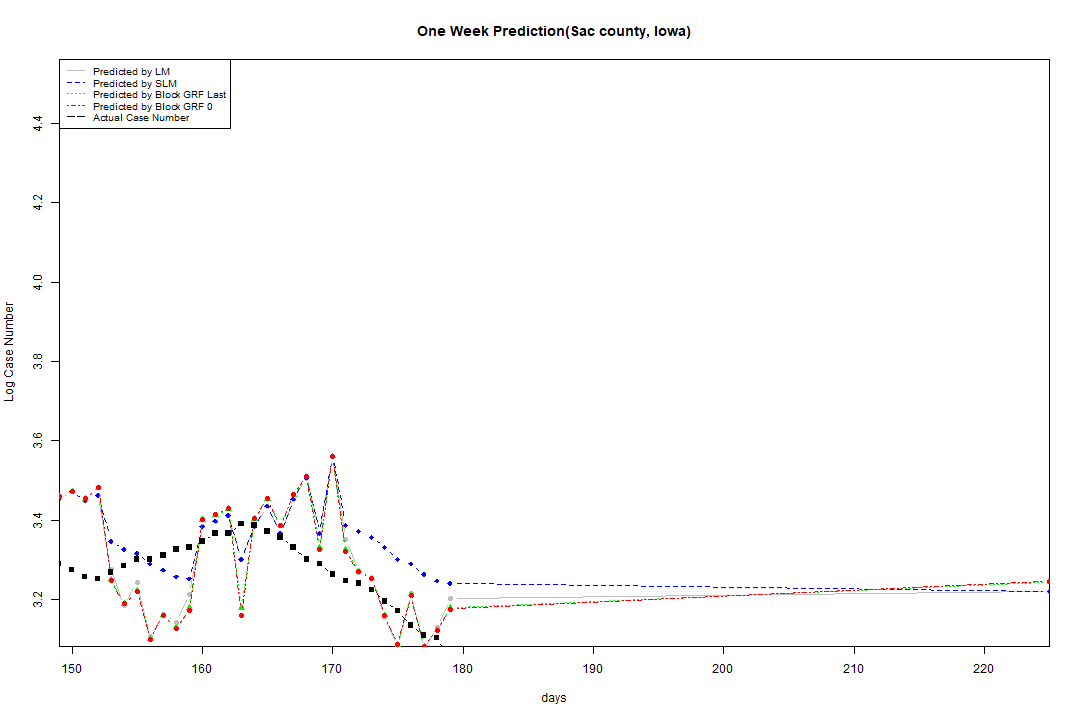 One Week Prediction(Sac county, Iowa)
Predicted by LM
Predicted by SLM
Predicted by Block GRF Last
Predicted by Block GRF 0
Actual Case Number
Log Case Number
4.4
4.2
4.0
3.8
3.6
3.4
3.2
150 160 170 180 190 200 210 220
days